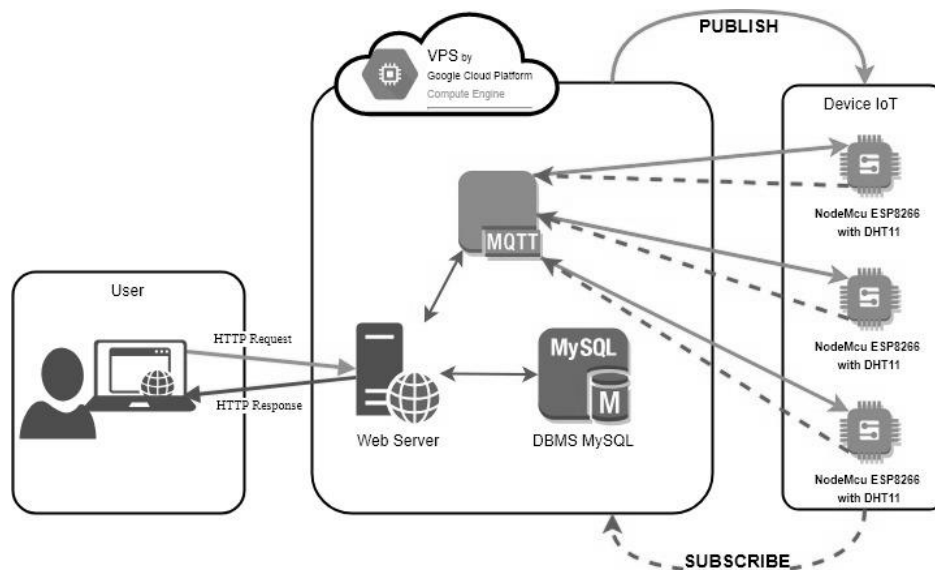 PUBLISH
VPS by
Google Cloud Platform
Compute Engine
Device IoT
NodeMcu ESP8266
with DHT11
MQTT
User
HTTP Request
NodeMcu ESP8266
with DHT11
MySQL
M
HTTP Response
Web Server
DBMS MySQL
NodeMcu ESP8266
with DHT11
SUBSCRIBE